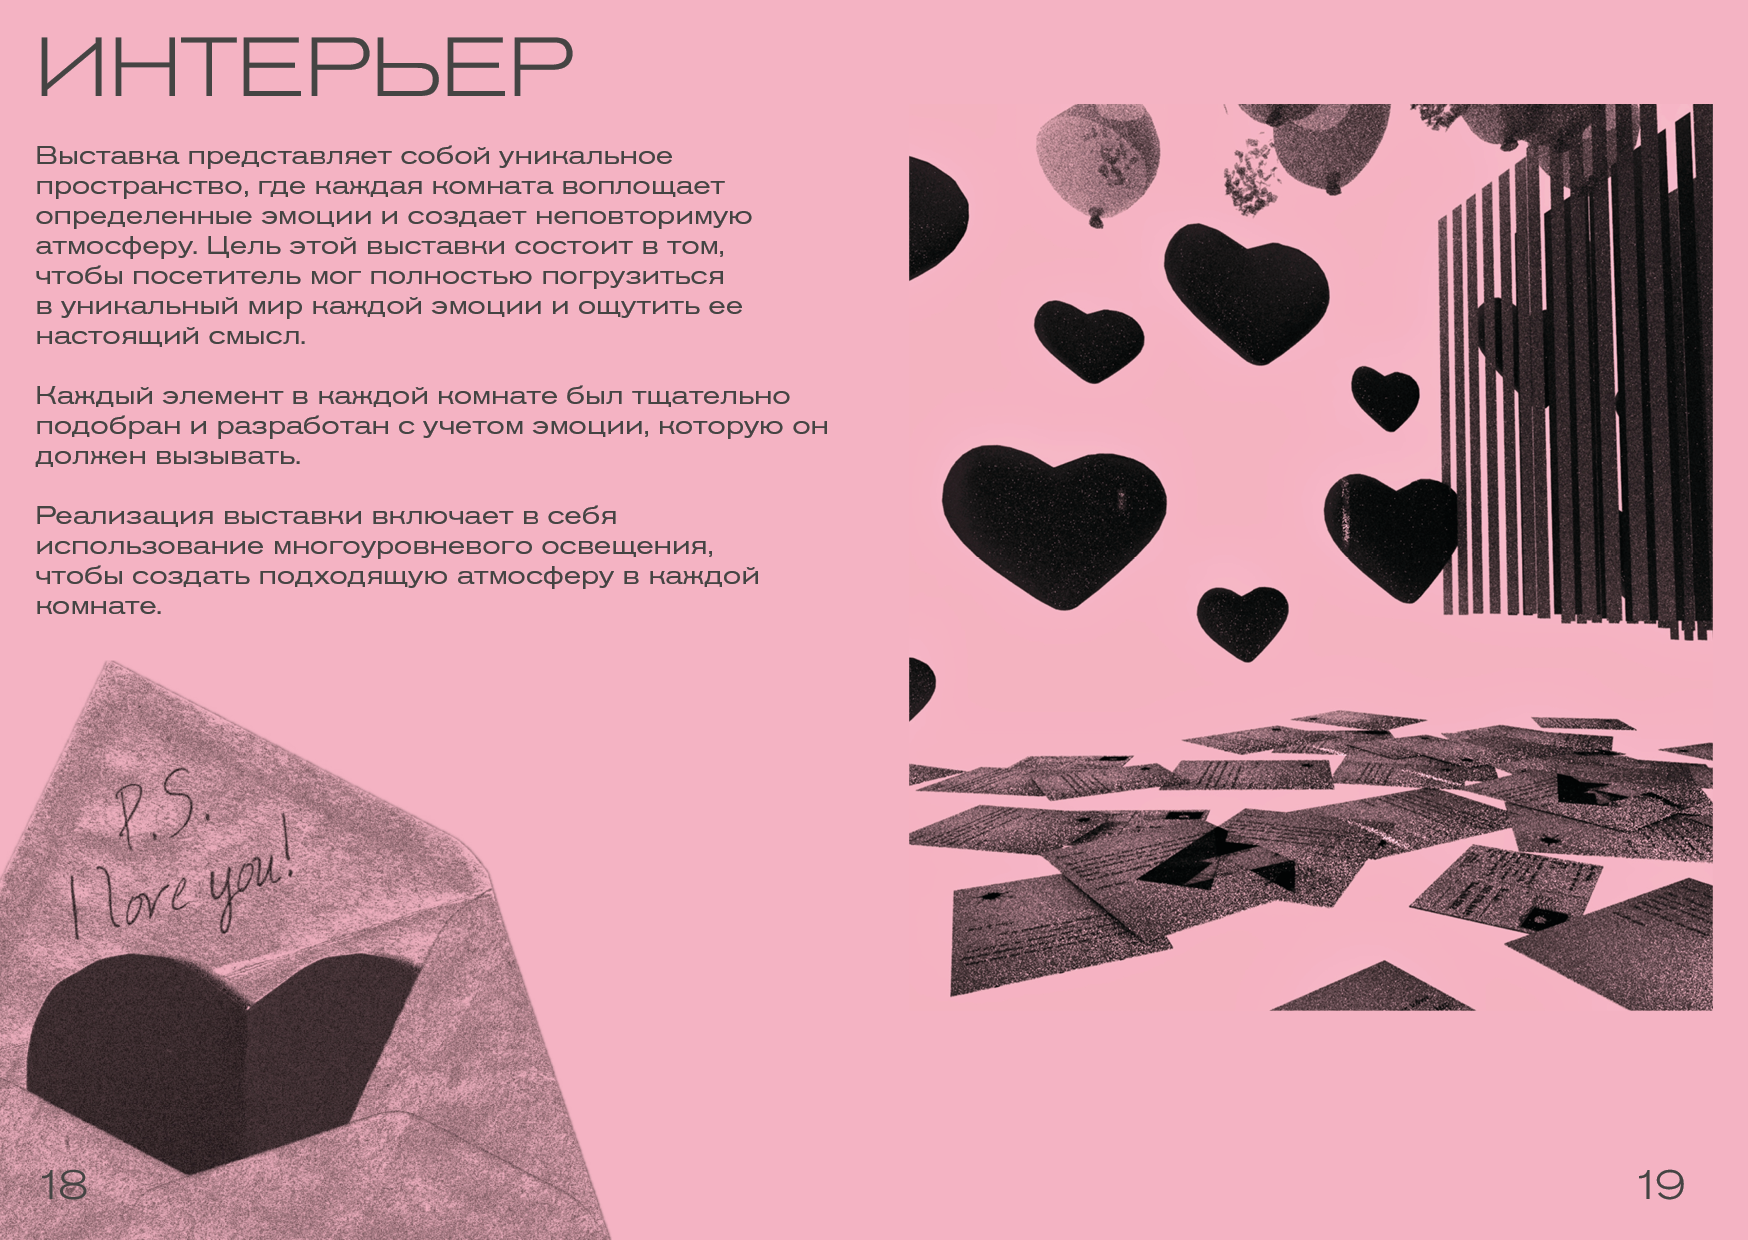 ИНТЕРЬЕР
Выставка представляет собой уникальное
пространство, где каждая комната воплощает
определенные эмоции и создает неповторимую
атмосферу. Цель этой выставки состоит в том,
чтобы посетитель мог полностью погрузиться
в уникальный мир каждой эмоции и ощутить ее
настоящий смысл.
Каждый элемент в каждой комнате был тщательно
подобран и разработан с учетом эмоции, которую он
должен вызывать.
Реализация выставки включает в себя
использование многоуровневого освещения,
чтобы создать подходящую атмосферу в каждой
комнате.
P.S.
I love you!
18
19